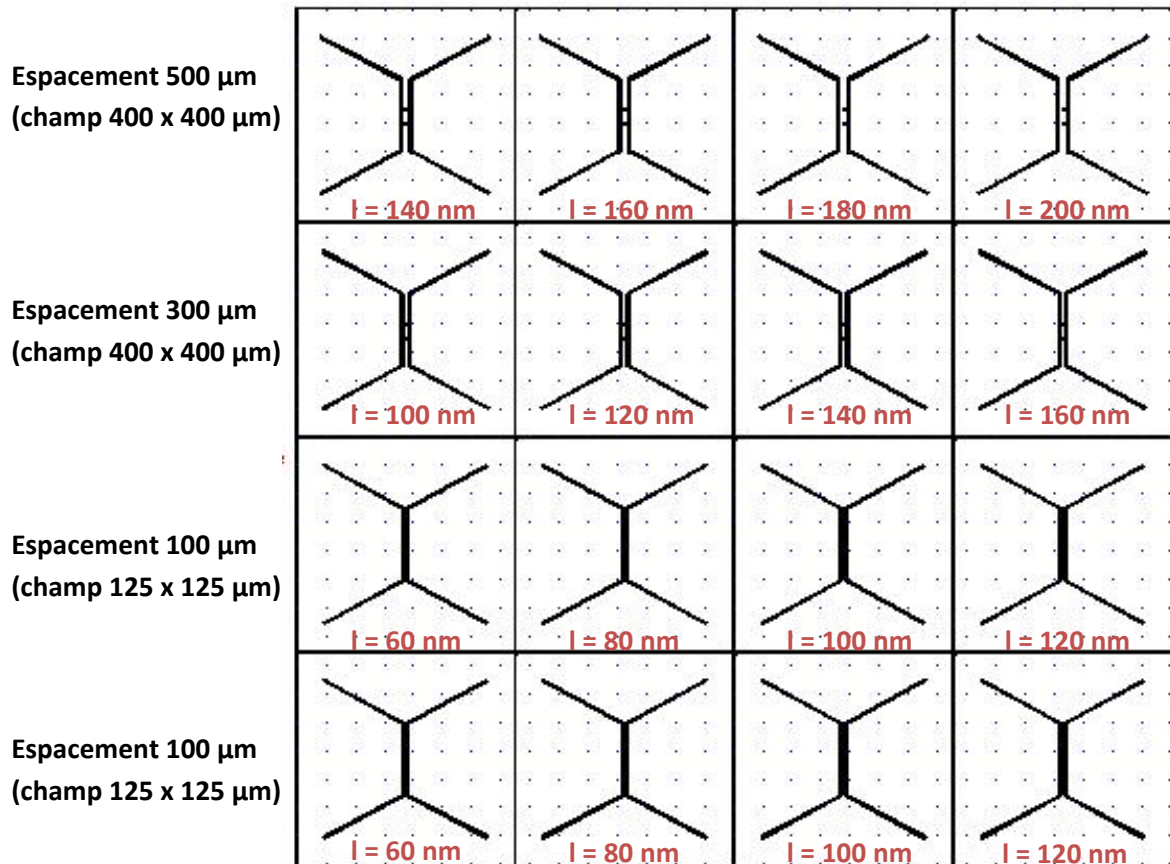 Espacement 500 µm
(champ 400 x 400 µm)
l = 140 nm
l = 160 nm
l = 180 nm
l = 200 nm
Espacement 300 µm
(champ 400 x 400 µm)
l = 100 nm
l = 120 nm
l = 140 nm
l = 160 nm
Espacement 100 µm
(champ 125 x 125 µm)
l = 60 nm
l = 80 nm
l = 100 nm
l = 120 nm
Espacement 100 µm
(champ 125 x 125 µm)
l = 60 nm
l = 80 nm
l = 100 nm
l = 120 nm